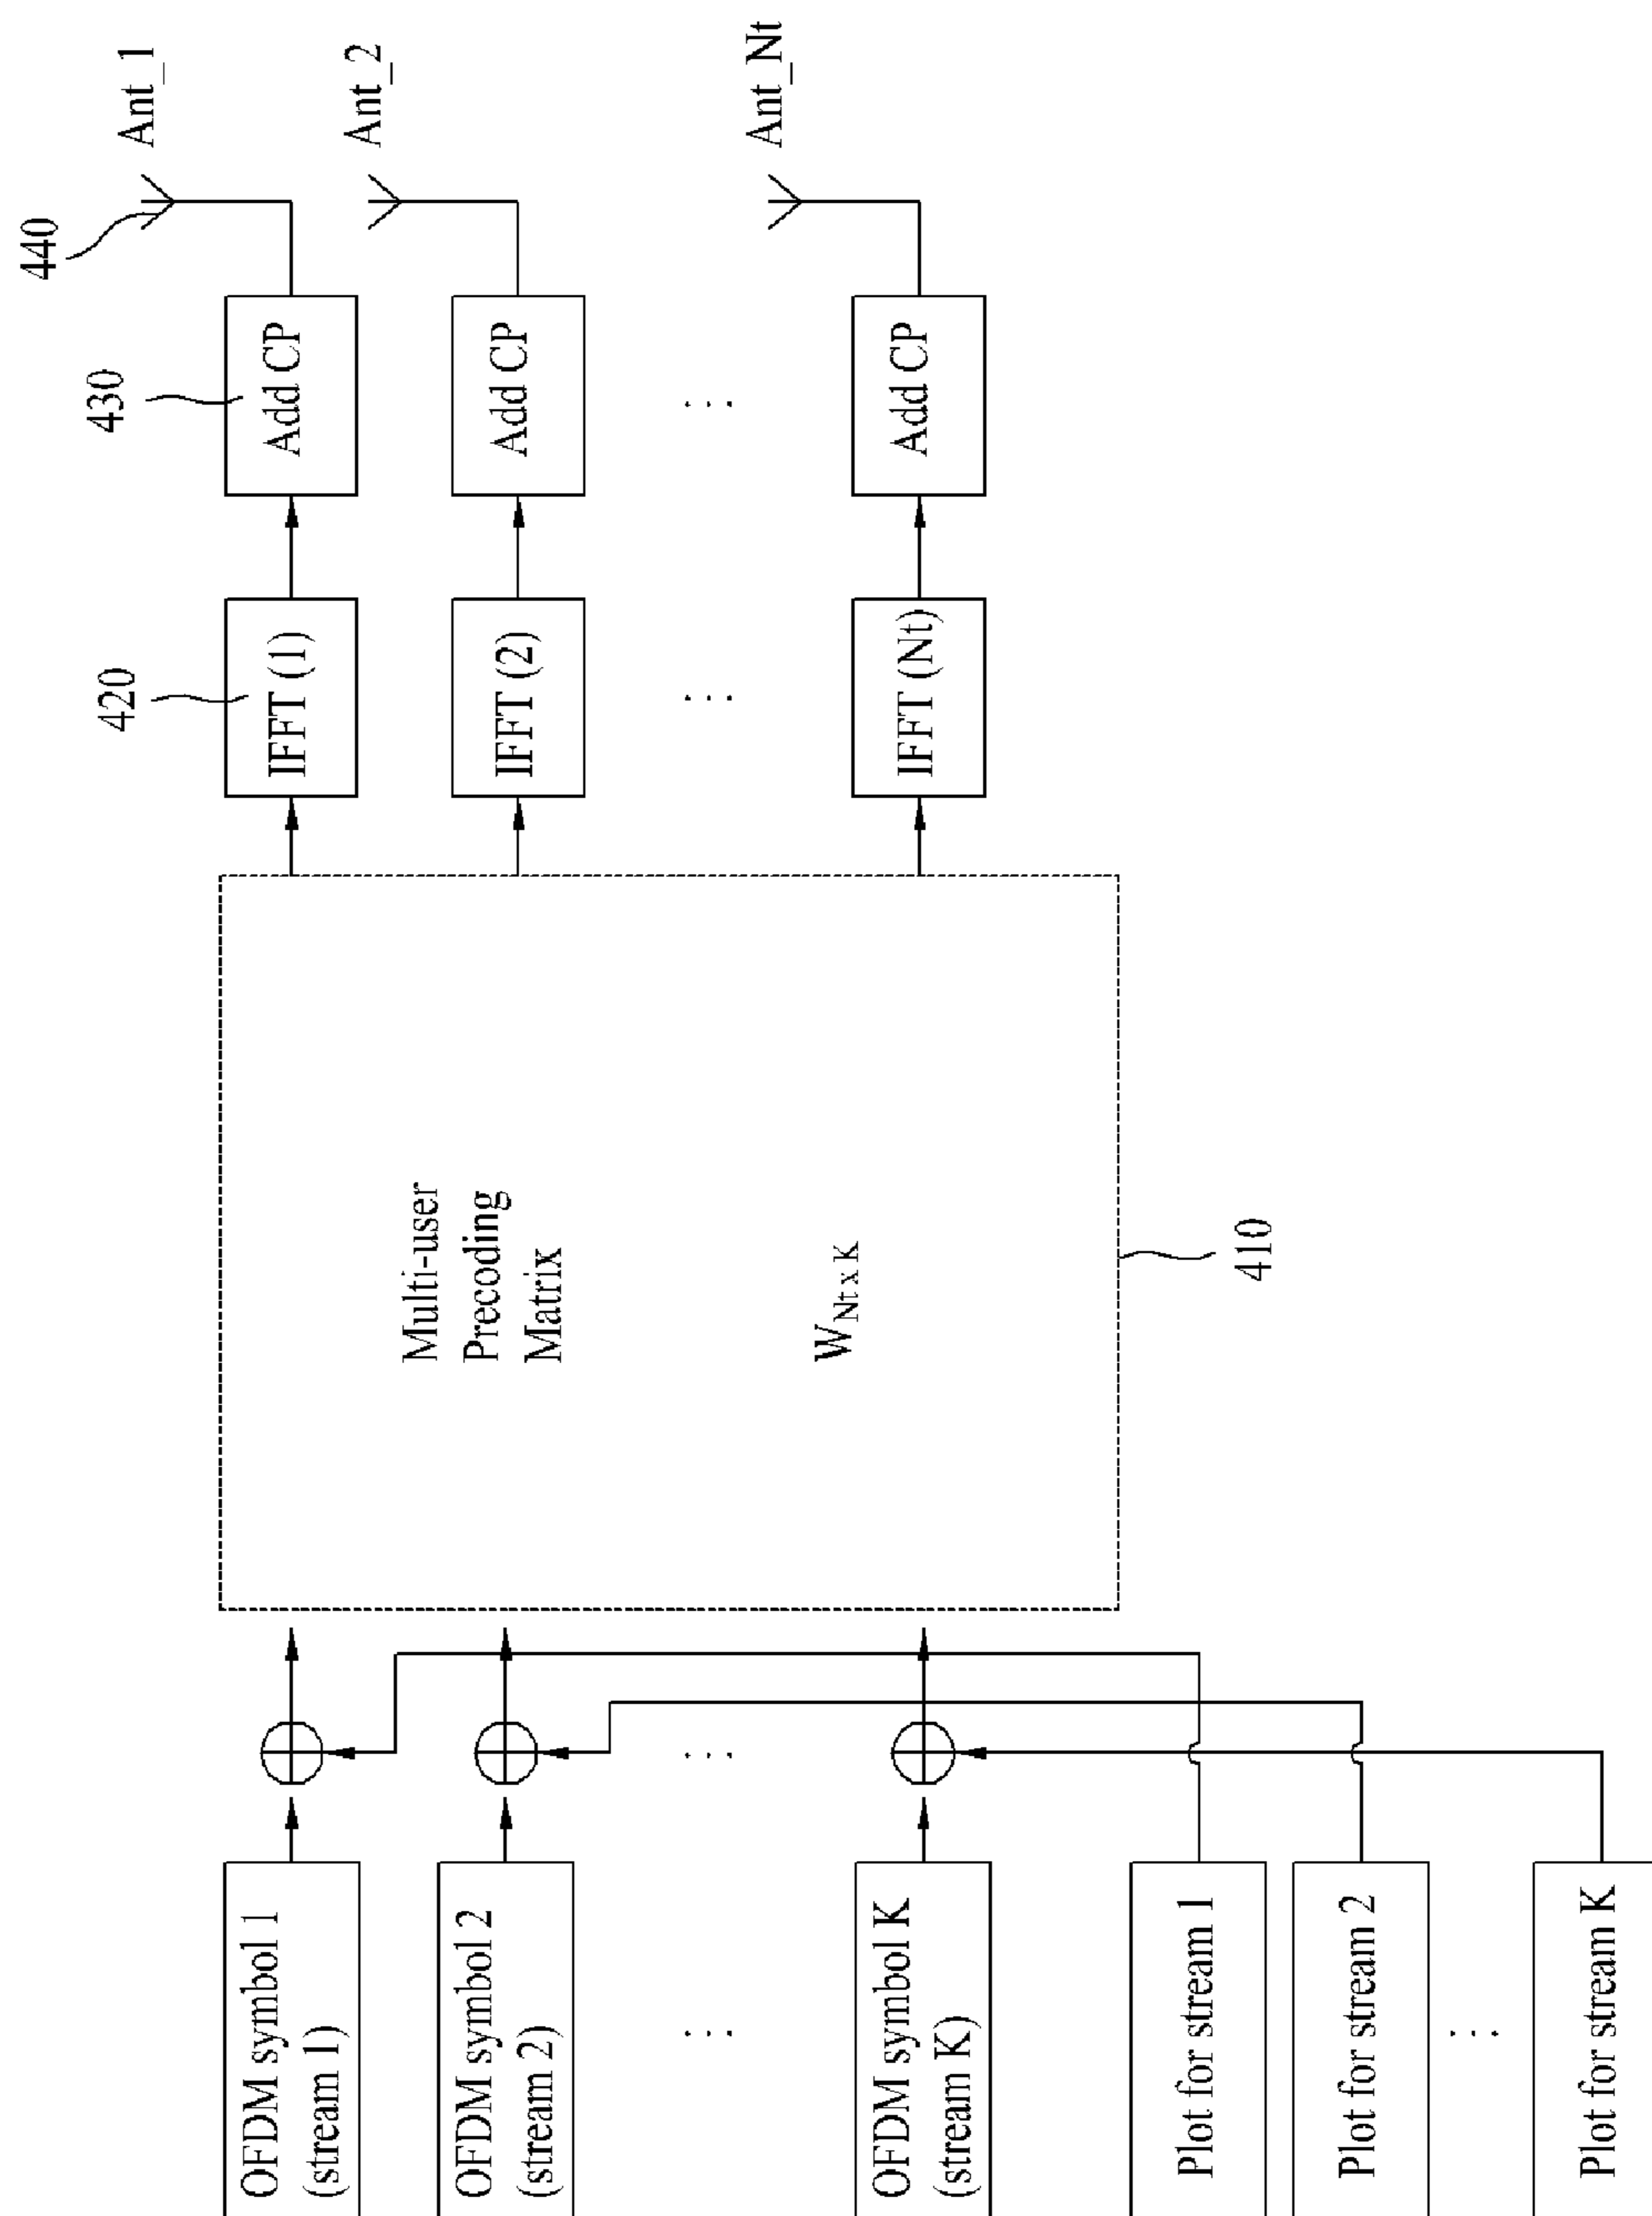 OFDM symbol 1
(stream 1)
OFDM symbol 2
(stream 2)
. . .
OFDM symbol K
(stream K)
Plot for stream 1
Plot for stream 2
. . .
Plot for stream K
. . .
Multi-user
Precoding
Matrix
W_{Nt x K}
410
420
IFFT (1)
IFFT (2)
. . .
IFFT (Nt)
430
Add CP
Add CP
. . .
Add CP
440
Ant_1
Ant_2
Ant_Nt